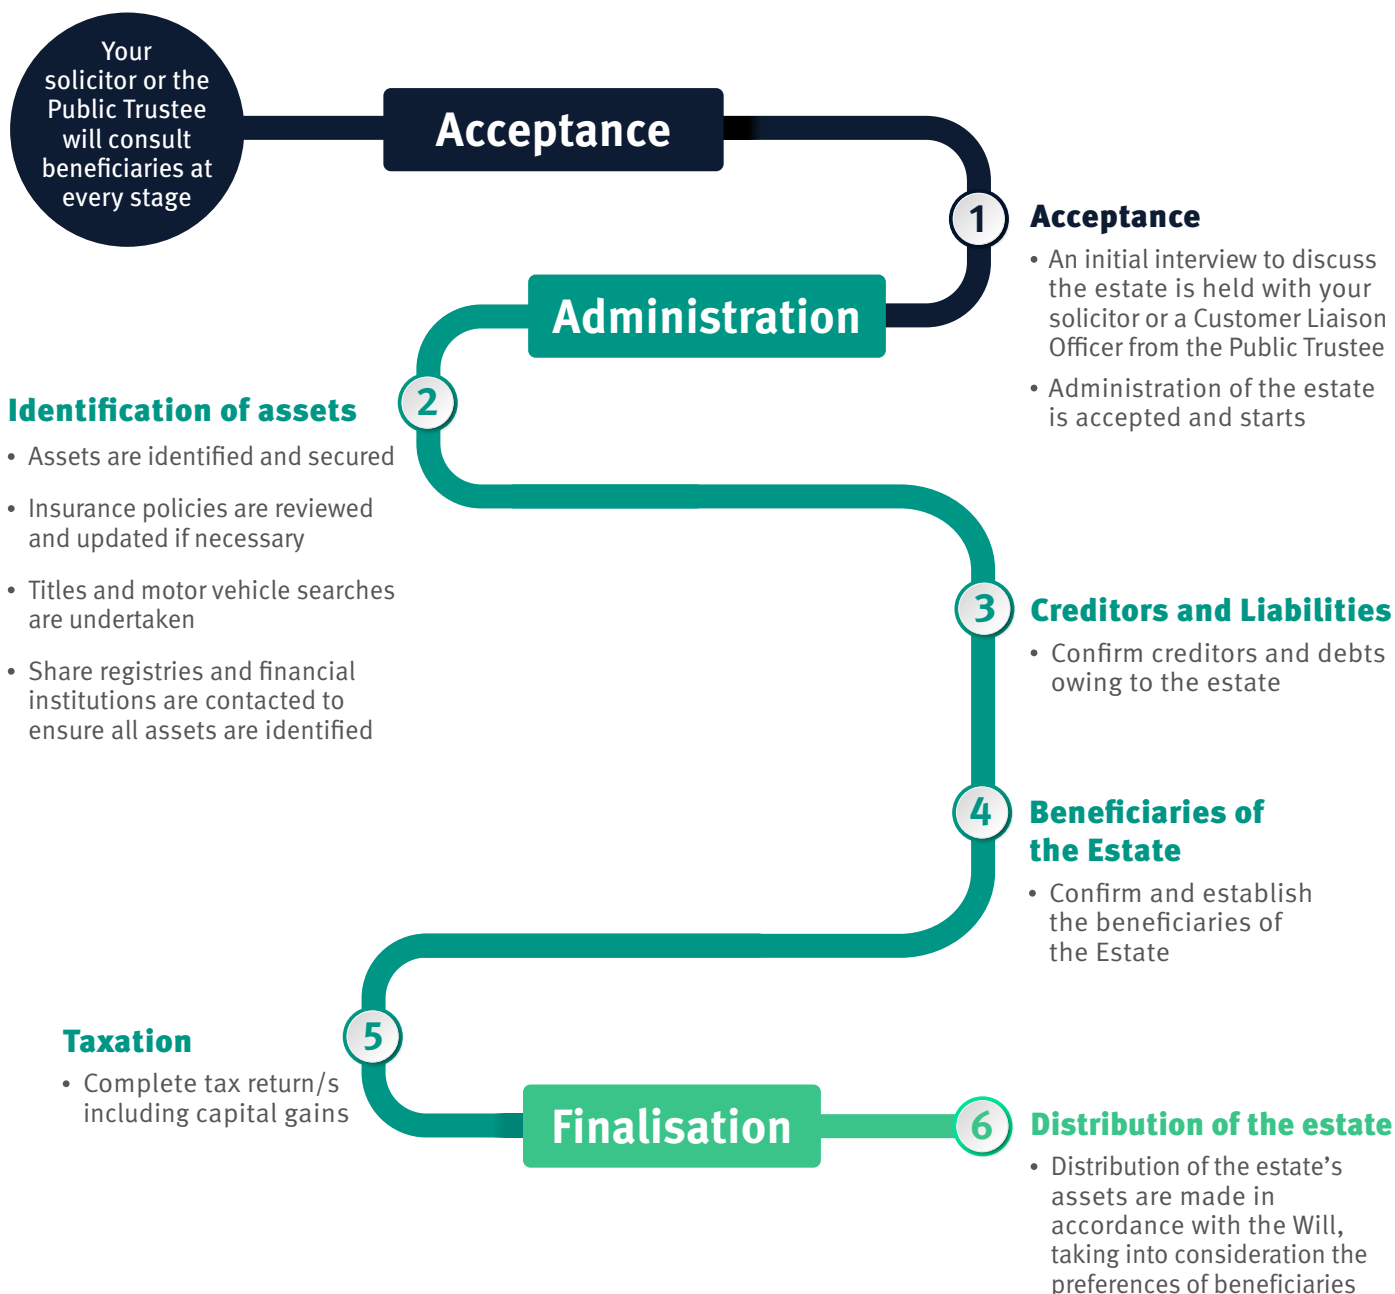 Your
solicitor or the
Public Trustee
will consult
beneficiaries at
every stage
Acceptance
1
Acceptance
• An initial interview to discuss
the estate is held with your
solicitor or a Customer Liaison
Officer from the Public Trustee
• Administration of the estate
is accepted and starts
Administration
2
Identification of assets
• Assets are identified and secured
• Insurance policies are reviewed
and updated if necessary
• Titles and motor vehicle searches
are undertaken
• Share registries and financial
institutions are contacted to
ensure all assets are identified
3
Creditors and Liabilities
• Confirm creditors and debts
owing to the estate
4
Beneficiaries of
the Estate
• Confirm and establish
the beneficiaries of
the Estate
5
Taxation
• Complete tax return/s
including capital gains
Finalisation
6
Distribution of the estate
• Distribution of the estate’s
assets are made in
accordance with the Will,
taking into consideration the
preferences of beneficiaries